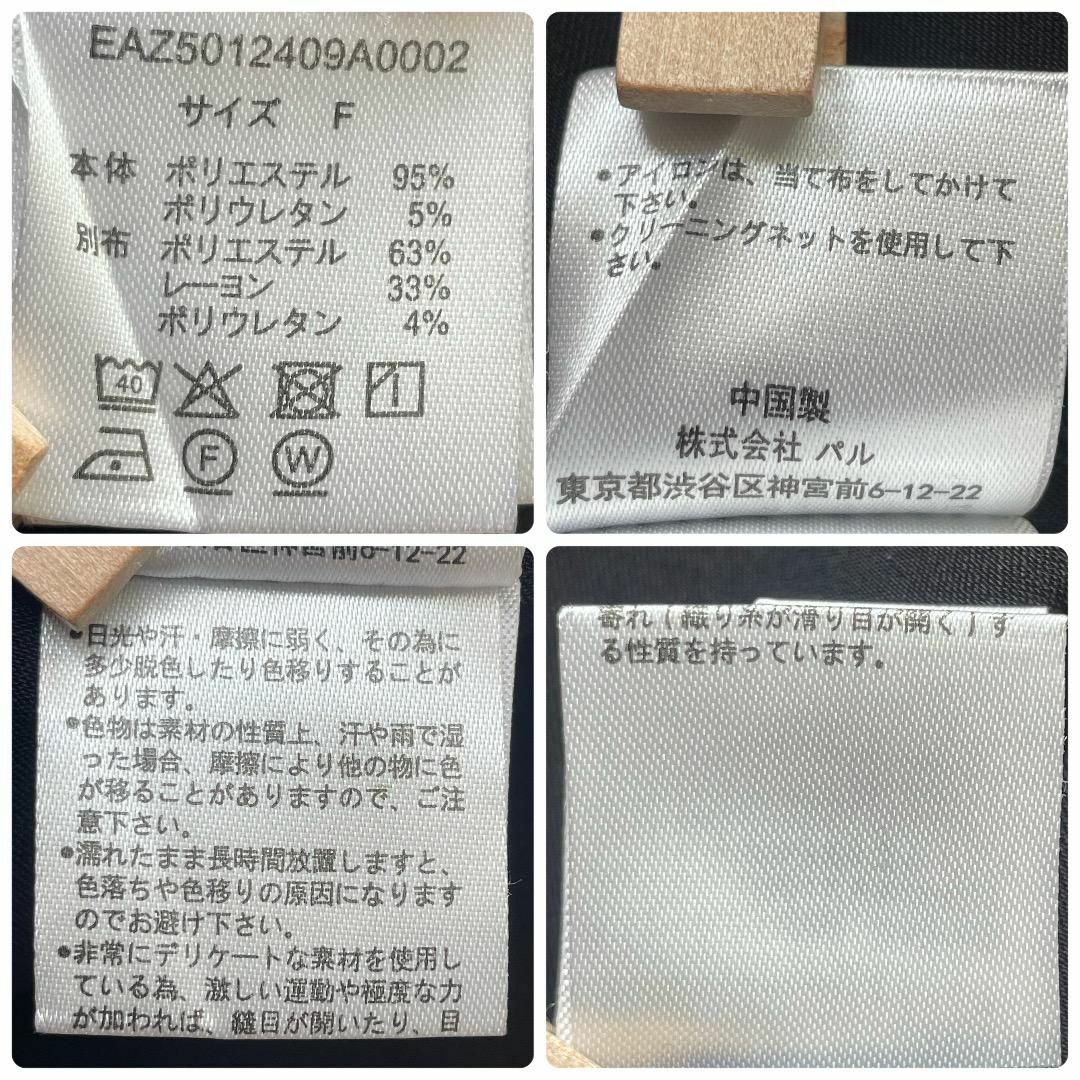 EAZ5012409A0002
サイズ F
本体 ポリエステル 95%
ポリウレタン 5%
別布 ポリエステル 63%
レーヨン 33%
ポリウレタン 4%
40
F W
•アイロンは、当て布をしてかけて
下さい。
•クリーニングネットを使用して下
さい。
中国製
株式会社 パル
東京都渋谷区神宮前6-12-22
区神宮前6-12-22
•日光や汗・摩擦に弱く、その為に
多少脱色したり色移りすることが
あります。
•色物は素材の性質上、汗や雨で湿
った場合、摩擦により他の物に色
が移ることがありますので、ご注
意下さい。
•濡れたまま長時間放置しますと、
色落ちや色移りの原因になります
のでお避け下さい。
•非常にデリケートな素材を使用し
ている為、激しい運動や極度な力
が加われば、縫目が開いたり、目
寄れ(織り糸が滑り目が開く)す
る性質を持っています。